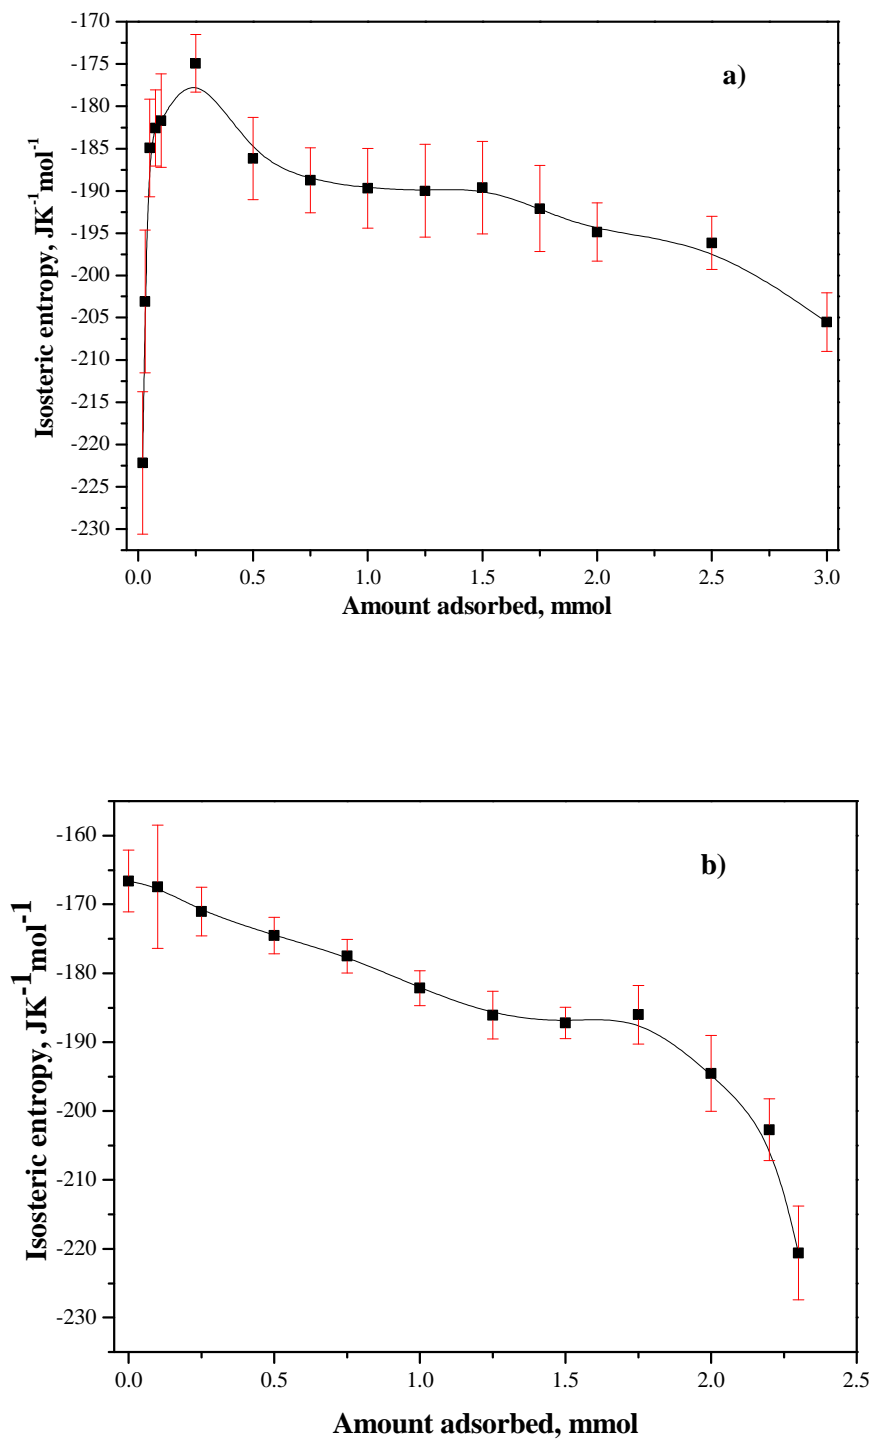 a)
Isosteric entropy, JK⁻¹mol⁻¹
-170
-175
-180
-185
-190
-195
-200
-205
-210
-215
-220
-225
-230
0.0 0.5 1.0 1.5 2.0 2.5 3.0
Amount adsorbed, mmol
b)
Isosteric entropy, JK⁻¹mol⁻¹
-160
-170
-180
-190
-200
-210
-220
-230
0.0 0.5 1.0 1.5 2.0 2.5
Amount adsorbed, mmol